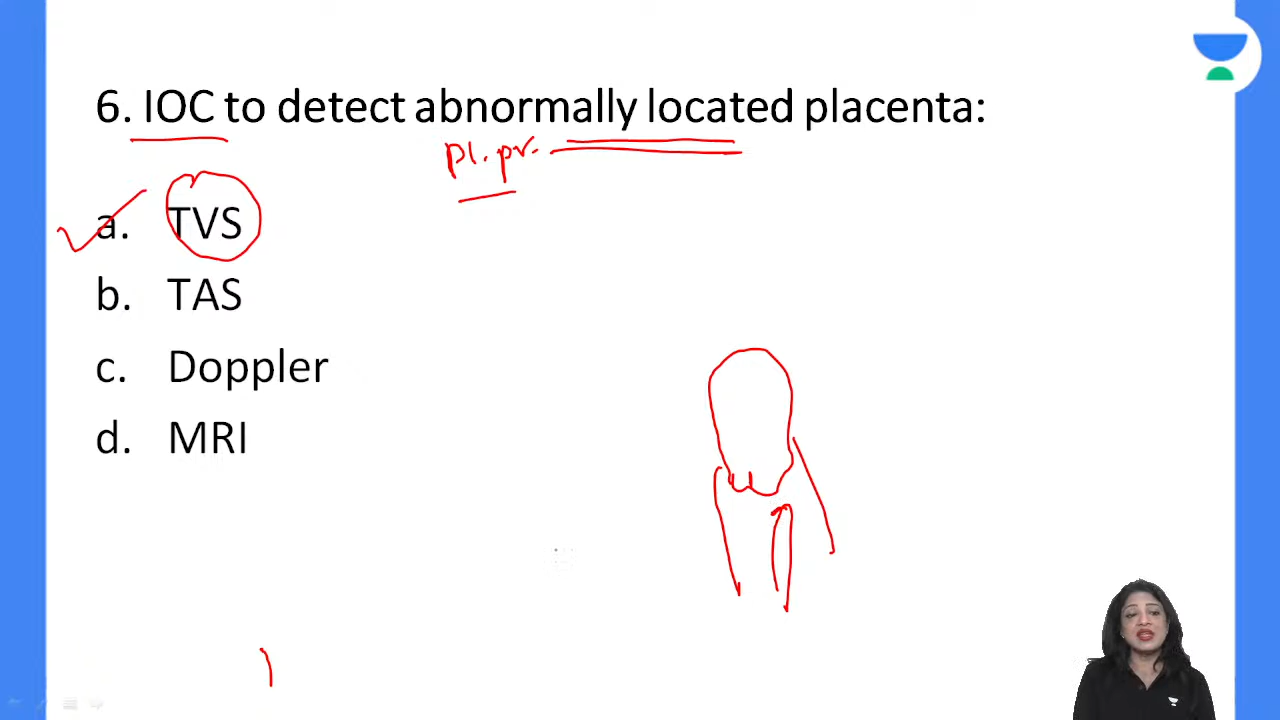 6. IOC to detect abnormally located placenta:
pl. pr.
a. TVS
b. TAS
c. Doppler
d. MRI